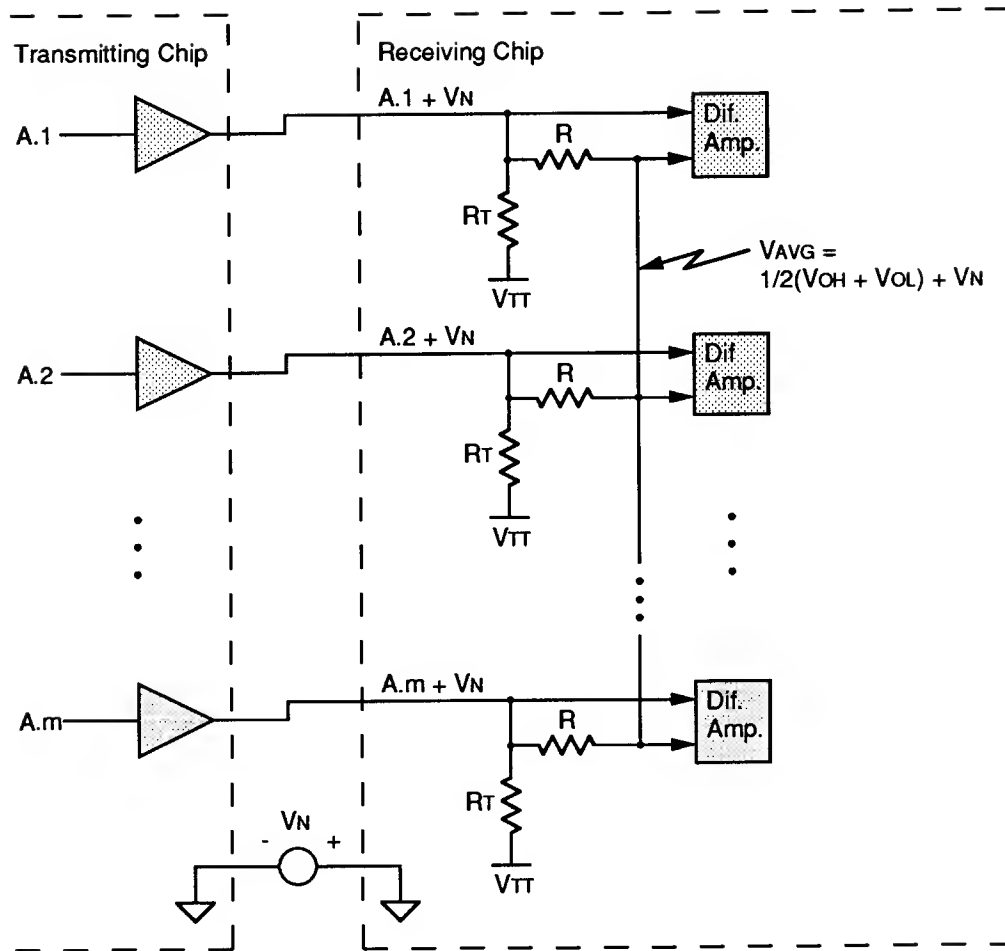 Transmitting Chip
Receiving Chip
A.1
A.1 + VN
R
Dif.
Amp.
RT
VTT
VAVG =
1/2(VOH + VOL) + VN
A.2
A.2 + VN
R
Dif
Amp.
RT
VTT
A.m
A.m + VN
R
Dif.
Amp.
RT
VTT
VN
- +